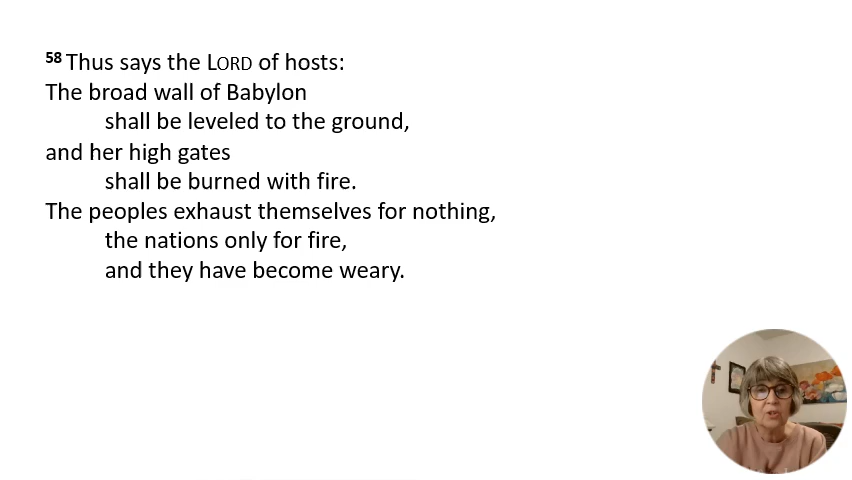 58 Thus says the LORD of hosts:
The broad wall of Babylon
shall be leveled to the ground,
and her high gates
shall be burned with fire.
The peoples exhaust themselves for nothing,
the nations only for fire,
and they have become weary.